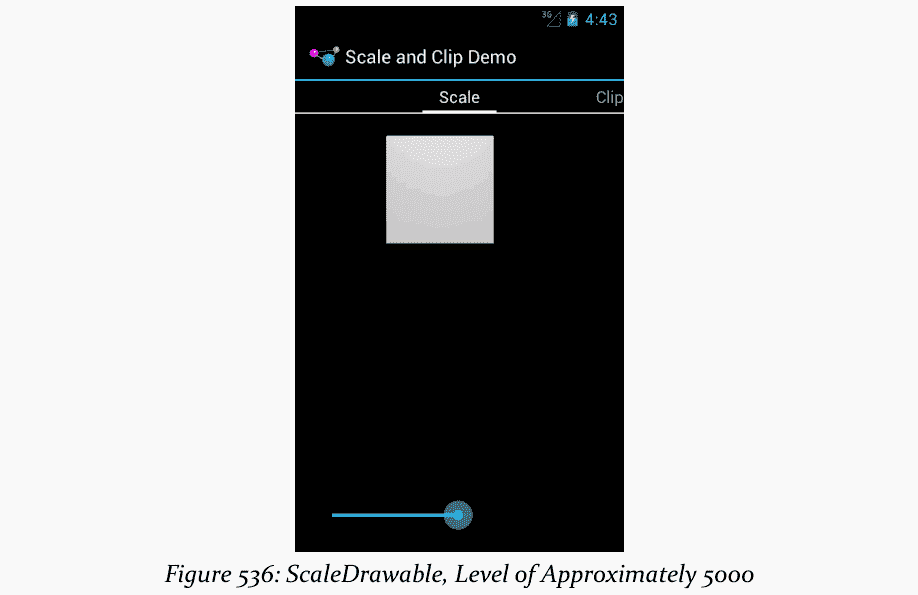 3G 4:43
Scale and Clip Demo
Scale Clip
Figure 536: ScaleDrawable, Level of Approximately 5000